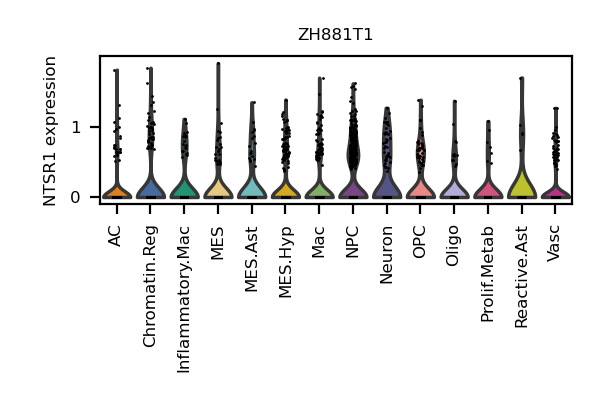 ZH881T1
NTSR1 expression
1
0
AC
Chromatin.Reg
Inflammatory.Mac
MES
MES.Ast
MES.Hyp
Mac
NPC
Neuron
OPC
Oligo
Prolif.Metab
Reactive.Ast
Vasc